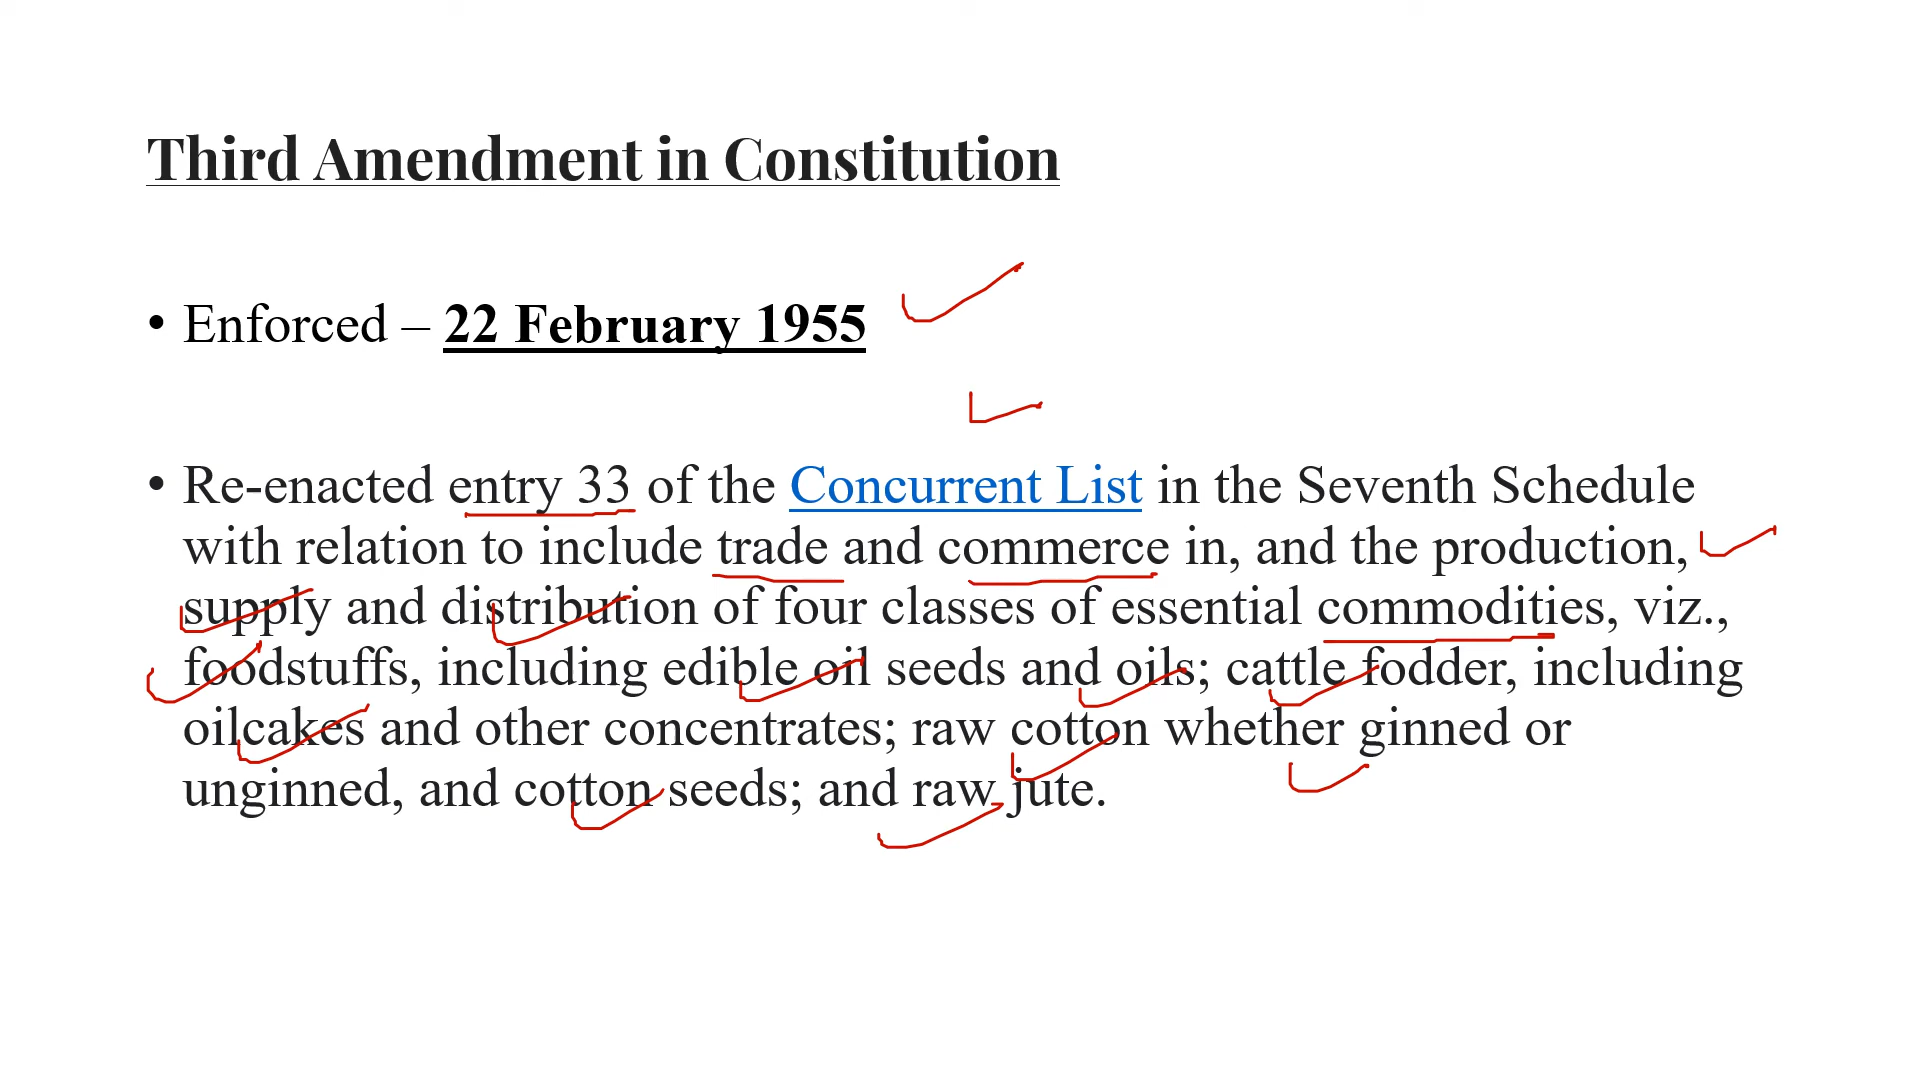 Third Amendment in Constitution
• Enforced – 22 February 1955
• Re-enacted entry 33 of the Concurrent List in the Seventh Schedule
with relation to include trade and commerce in, and the production,
supply and distribution of four classes of essential commodities, viz.,
foodstuffs, including edible oil seeds and oils; cattle fodder, including
oilcakes and other concentrates; raw cotton whether ginned or
unginned, and cotton seeds; and raw jute.